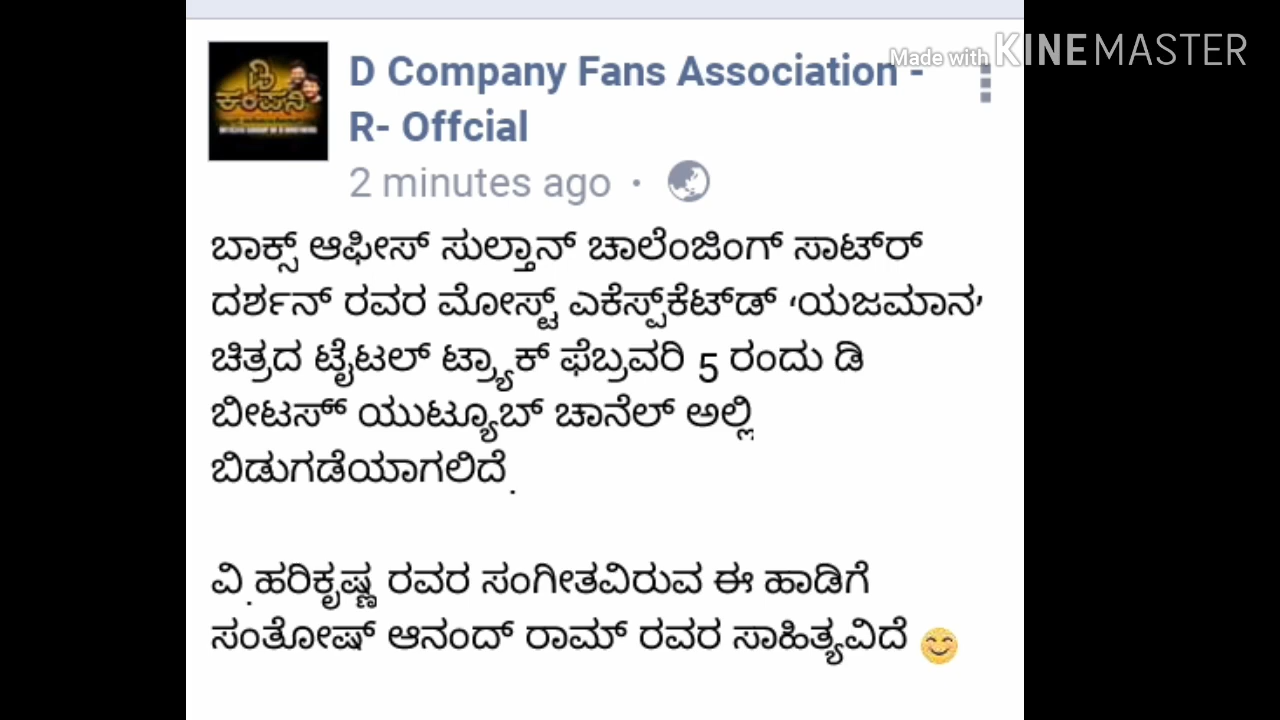 Made with KINEMASTER
ಡಿ
ಕಂಪನಿ
D Company Fans Association -
R- Offcial
2 minutes ago ·
ಬಾಕ್ಸ್ ಆಫೀಸ್ ಸುಲ್ತಾನ್ ಚಾಲೆಂಜಿಂಗ್ ಸಾಟ್‌ರ್
ದರ್ಶನ್ ರವರ ಮೋಸ್ಟ್ ಎಕೆಸ್ಪ್‌ಕೆಟ್‌ಡ್ ‘ಯಜಮಾನ’
ಚಿತ್ರದ ಟೈಟಲ್ ಟ್ರ್ಯಾಕ್ ಫೆಬ್ರವರಿ 5 ರಂದು ಡಿ
ಬೀಟಸ್್ ಯುಟ್ಯೂಬ್ ಚಾನೆಲ್ ಅಲ್ಲಿ
ಬಿಡುಗಡೆಯಾಗಲಿದೆ.
ವಿ.ಹರಿಕೃಷ್ಣ ರವರ ಸಂಗೀತವಿರುವ ಈ ಹಾಡಿಗೆ
ಸಂತೋಷ್ ಆನಂದ್ ರಾಮ್ ರವರ ಸಾಹಿತ್ಯವಿದೆ 😊